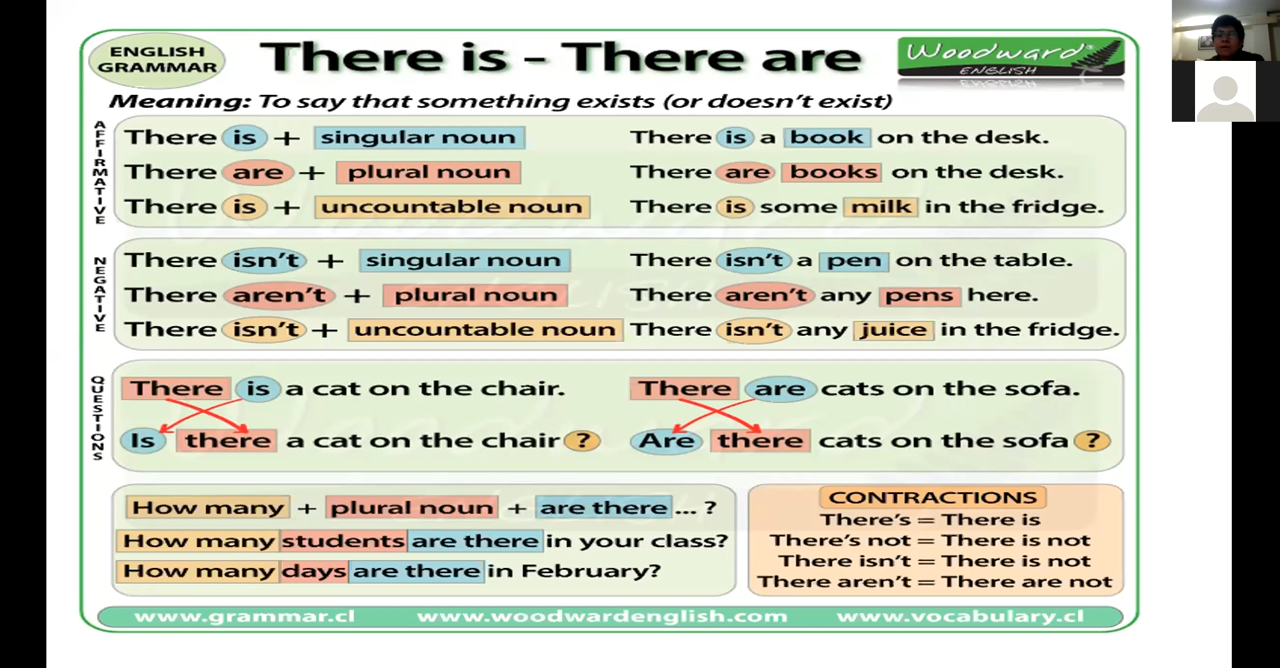 ENGLISH
GRAMMAR
There is - There are
Woodward®
ENGLISH
Meaning: To say that something exists (or doesn't exist)
AFFIRMATIVE
There is + singular noun
There is a book on the desk.
There are + plural noun
There are books on the desk.
There is + uncountable noun
There is some milk in the fridge.
NEGATIVE
There isn't + singular noun
There isn't a pen on the table.
There aren't + plural noun
There aren't any pens here.
There isn't + uncountable noun
There isn't any juice in the fridge.
QUESTIONS
There is a cat on the chair.
Is there a cat on the chair ?
There are cats on the sofa.
Are there cats on the sofa ?
How many + plural noun + are there ... ?
How many students are there in your class?
How many days are there in February?
CONTRACTIONS
There's = There is
There's not = There is not
There isn't = There is not
There aren't = There are not
www.grammar.cl
www.woodwardenglish.com
www.vocabulary.cl